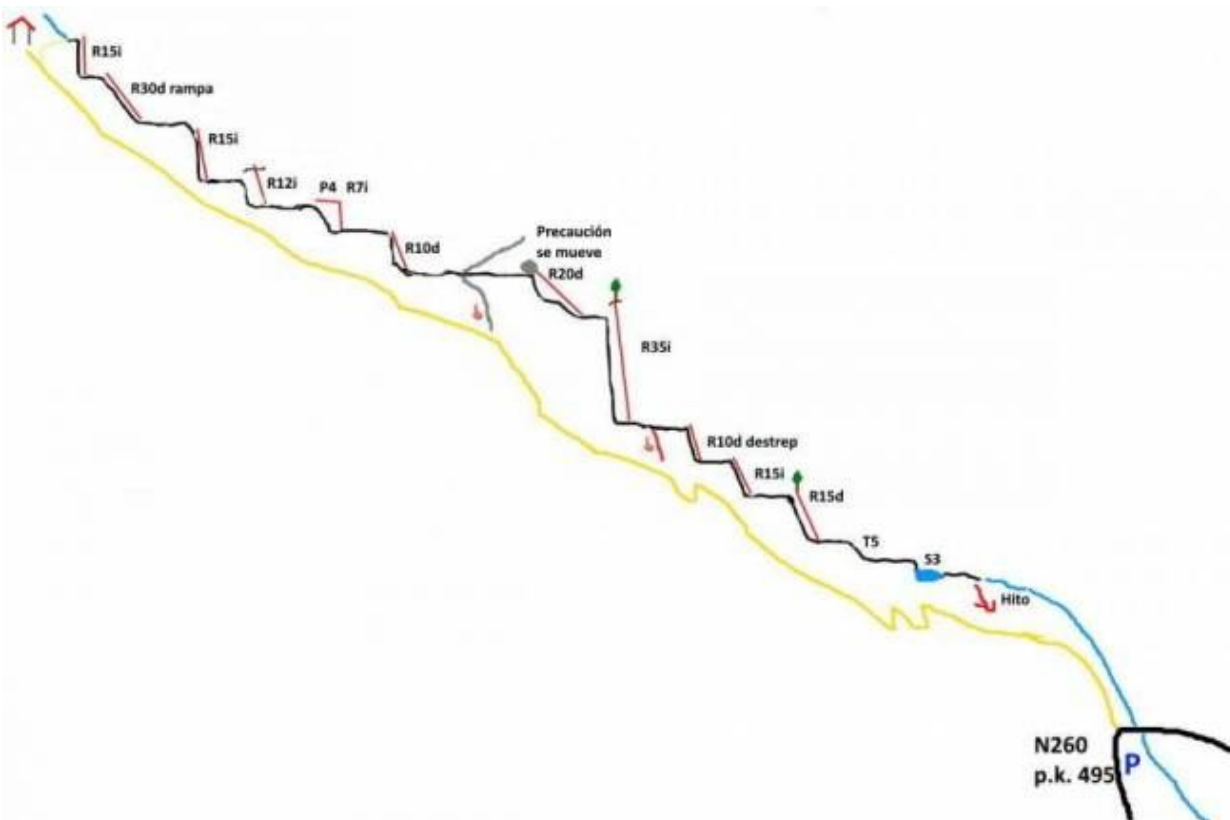 R15i
R30d rampa
R15i
R12i
P4 R7i
R10d
Precaución
se mueve
R20d
R35i
R10d destrep
R15i
R15d
T5
S3
Hito
N260
p.k. 495
P